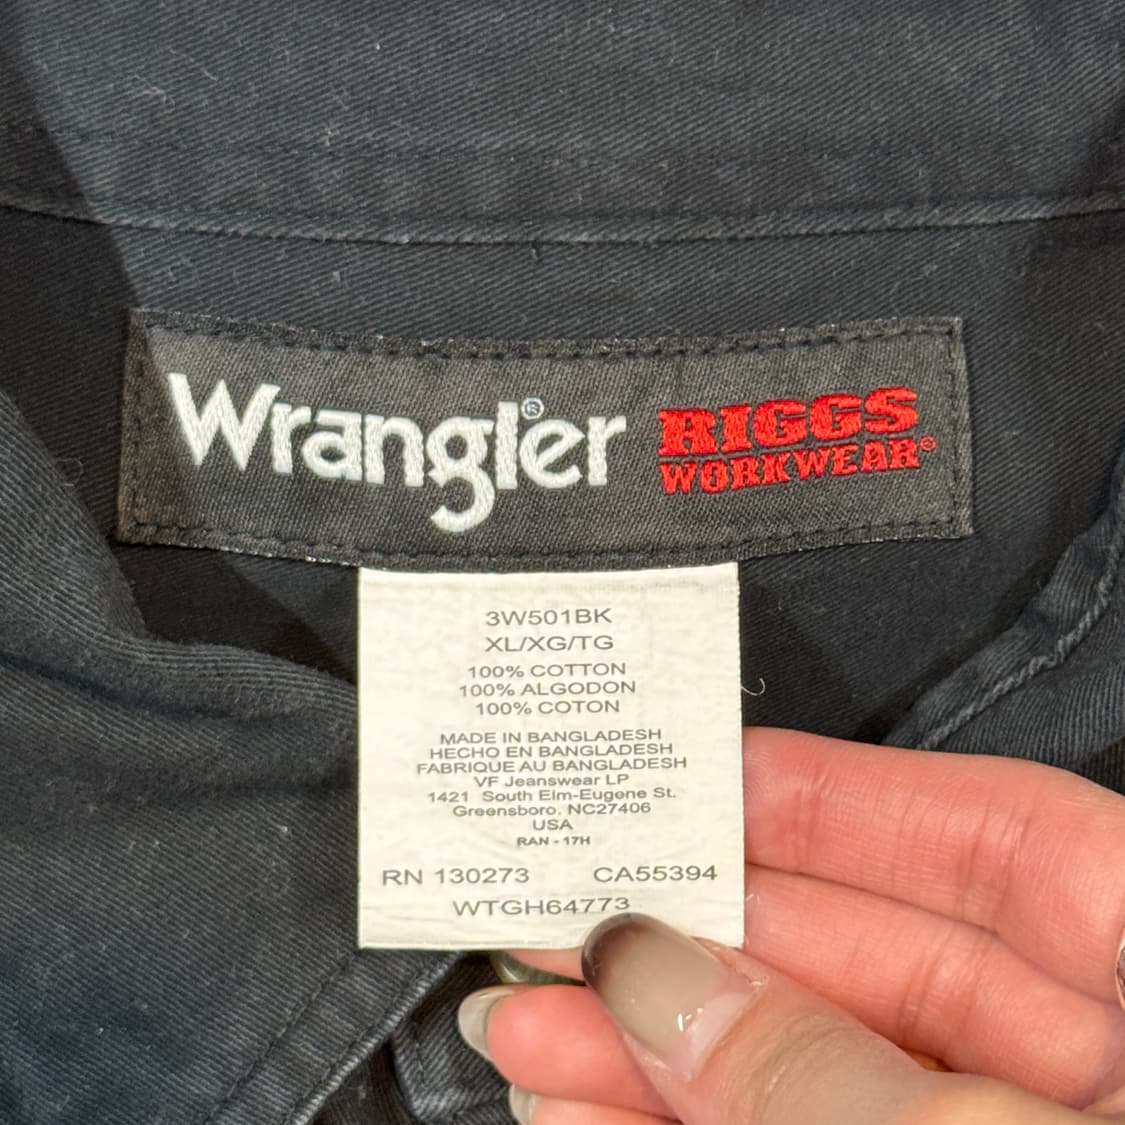 Wrangler® RIGGS
WORKWEAR®
3W501BK
XL/XG/TG
100% COTTON
100% ALGODON
100% COTON
MADE IN BANGLADESH
HECHO EN BANGLADESH
FABRIQUE AU BANGLADESH
VF Jeanswear LP
1421 South Elm-Eugene St.
Greensboro, NC27406
USA
RAN - 17H
RN 130273 CA55394
WTGH64773